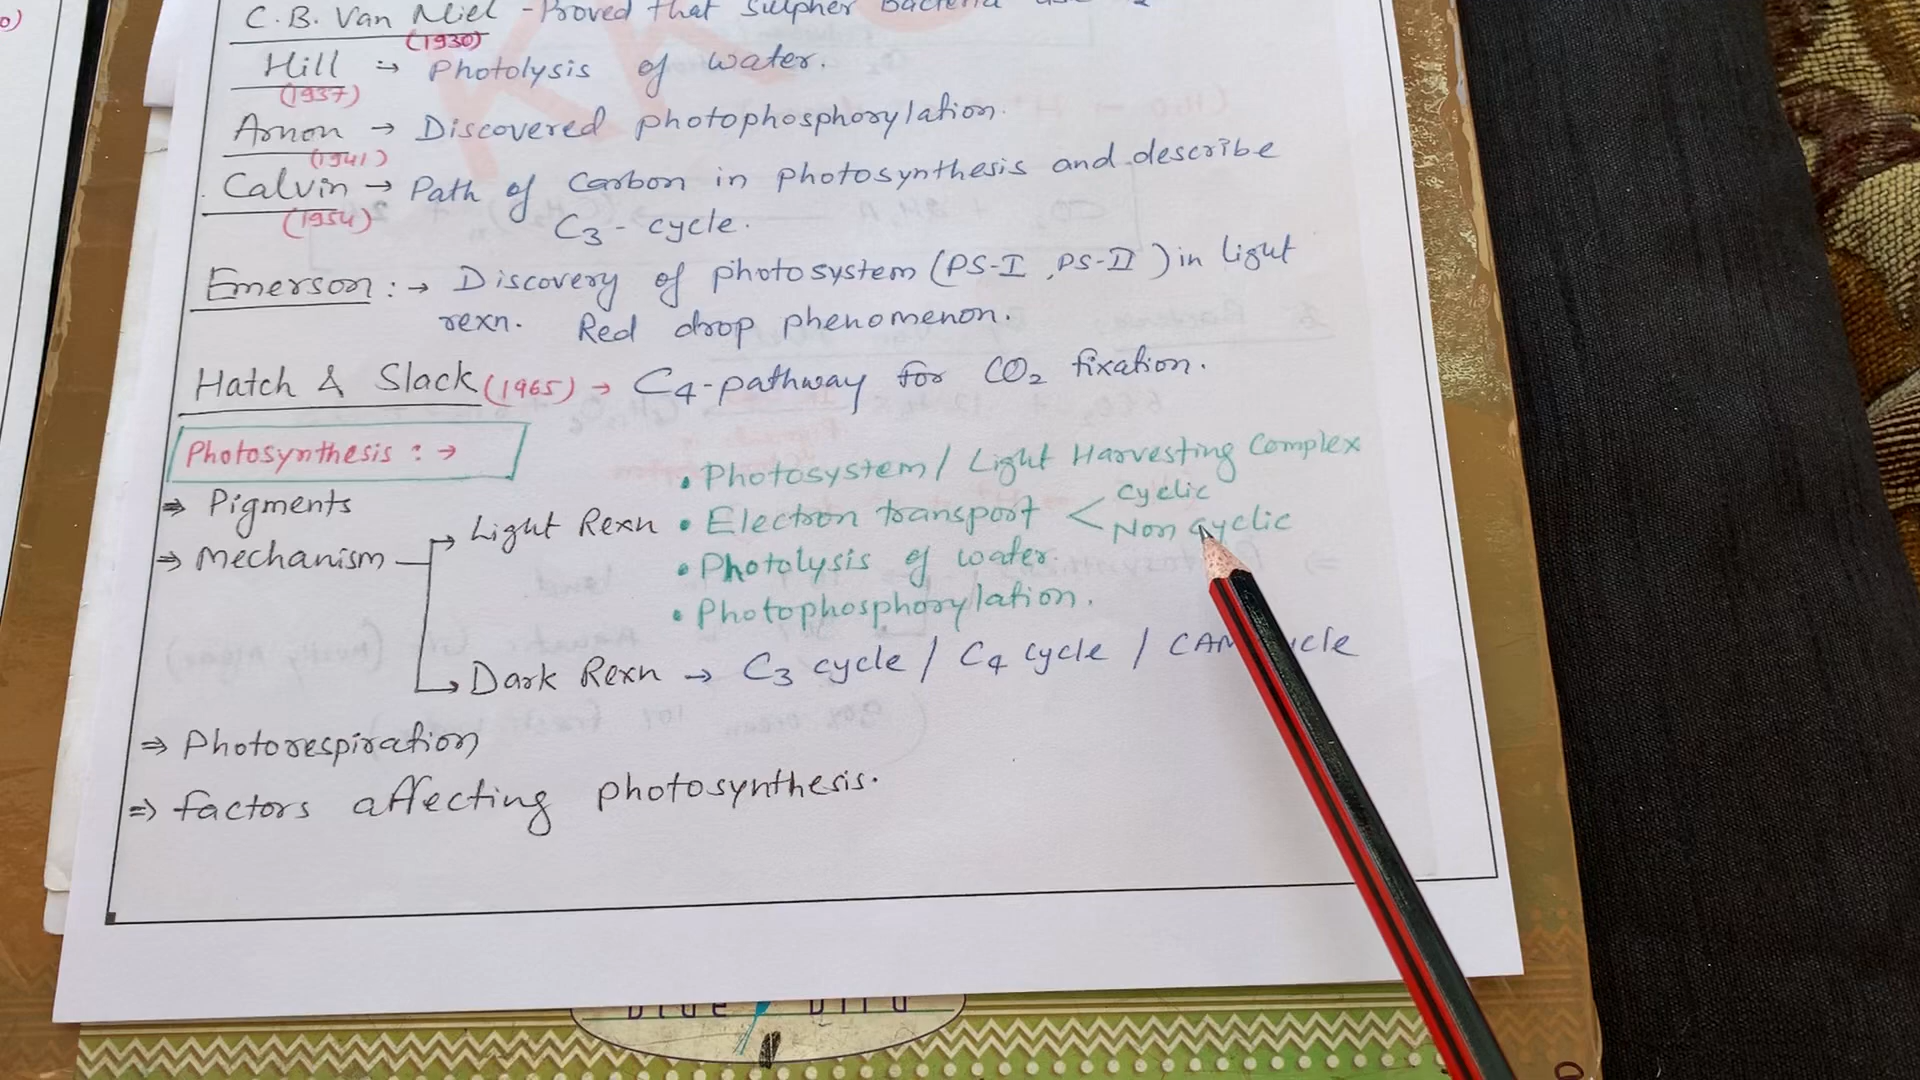 C.B. Van Niel - Proved that Sulpher Bacteria
(1930)
Hill :→ Photolysis of water.
(1937)
Arnon → Discovered photophosphorylation.
(1941)
Calvin → Path of Carbon in photosynthesis and describe
(1954)
C3 - cycle.
Emerson :→ Discovery of photosystem (PS-I, PS-II) in light
rexn. Red drop phenomenon.
Hatch & Slack (1965) → C4-pathway for CO2 fixation.
Photosynthesis :→
• Photosystem / Light Harvesting Complex
⇒ Pigments
Light Rexn • Electron transport < Cyclic
Non cyclic
⇒ Mechanism
• Photolysis of water.
• Photophosphorylation.
Dark Rexn → C3 cycle / C4 cycle / CAM
⇒ Photorespiration
⇒ factors affecting photosynthesis.